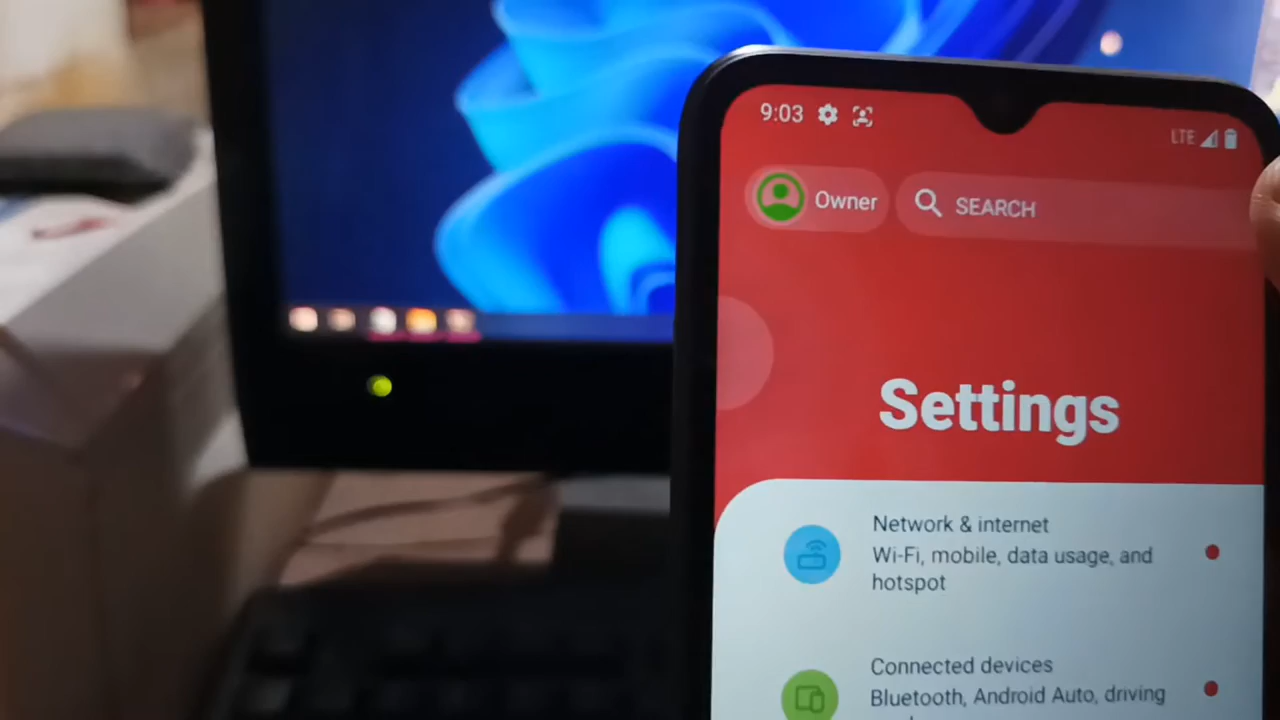 9:03
LTE
Owner
SEARCH
Settings
Network & internet
Wi-Fi, mobile, data usage, and
hotspot
Connected devices
Bluetooth, Android Auto, driving